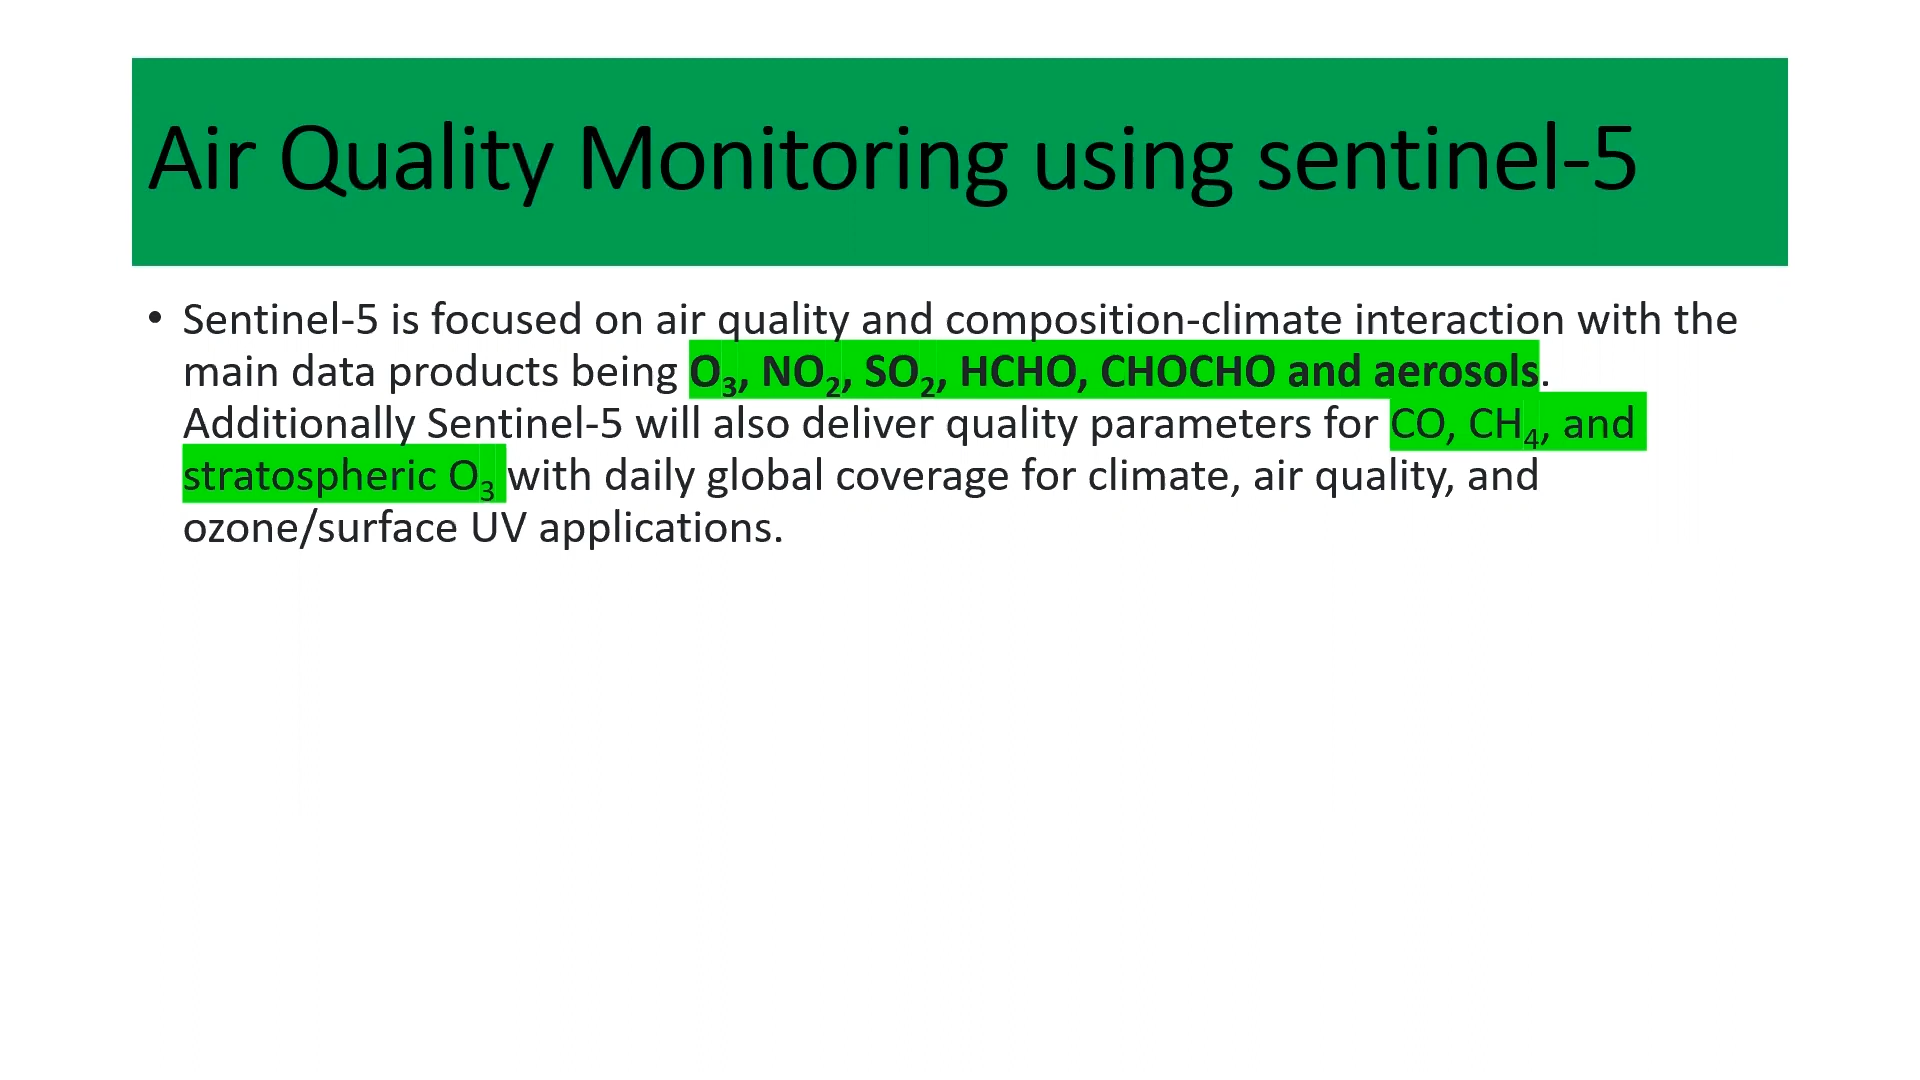 Air Quality Monitoring using sentinel-5
• Sentinel-5 is focused on air quality and composition-climate interaction with the
main data products being O₃, NO₂, SO₂, HCHO, CHOCHO and aerosols.
Additionally Sentinel-5 will also deliver quality parameters for CO, CH₄, and
stratospheric O₃ with daily global coverage for climate, air quality, and
ozone/surface UV applications.